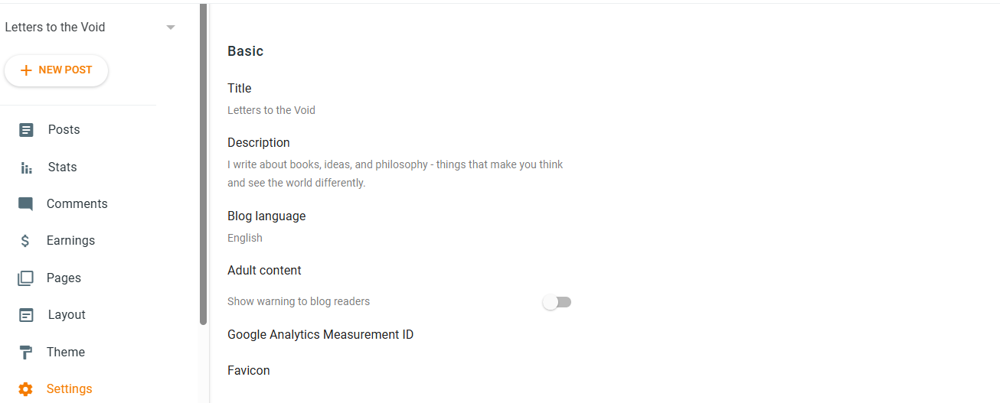 Letters to the Void
NEW POST
Posts
Stats
Comments
Earnings
Pages
Layout
Theme
Settings
Basic
Title
Letters to the Void
Description
I write about books, ideas, and philosophy - things that make you think
and see the world differently.
Blog language
English
Adult content
Show warning to blog readers
Google Analytics Measurement ID
Favicon